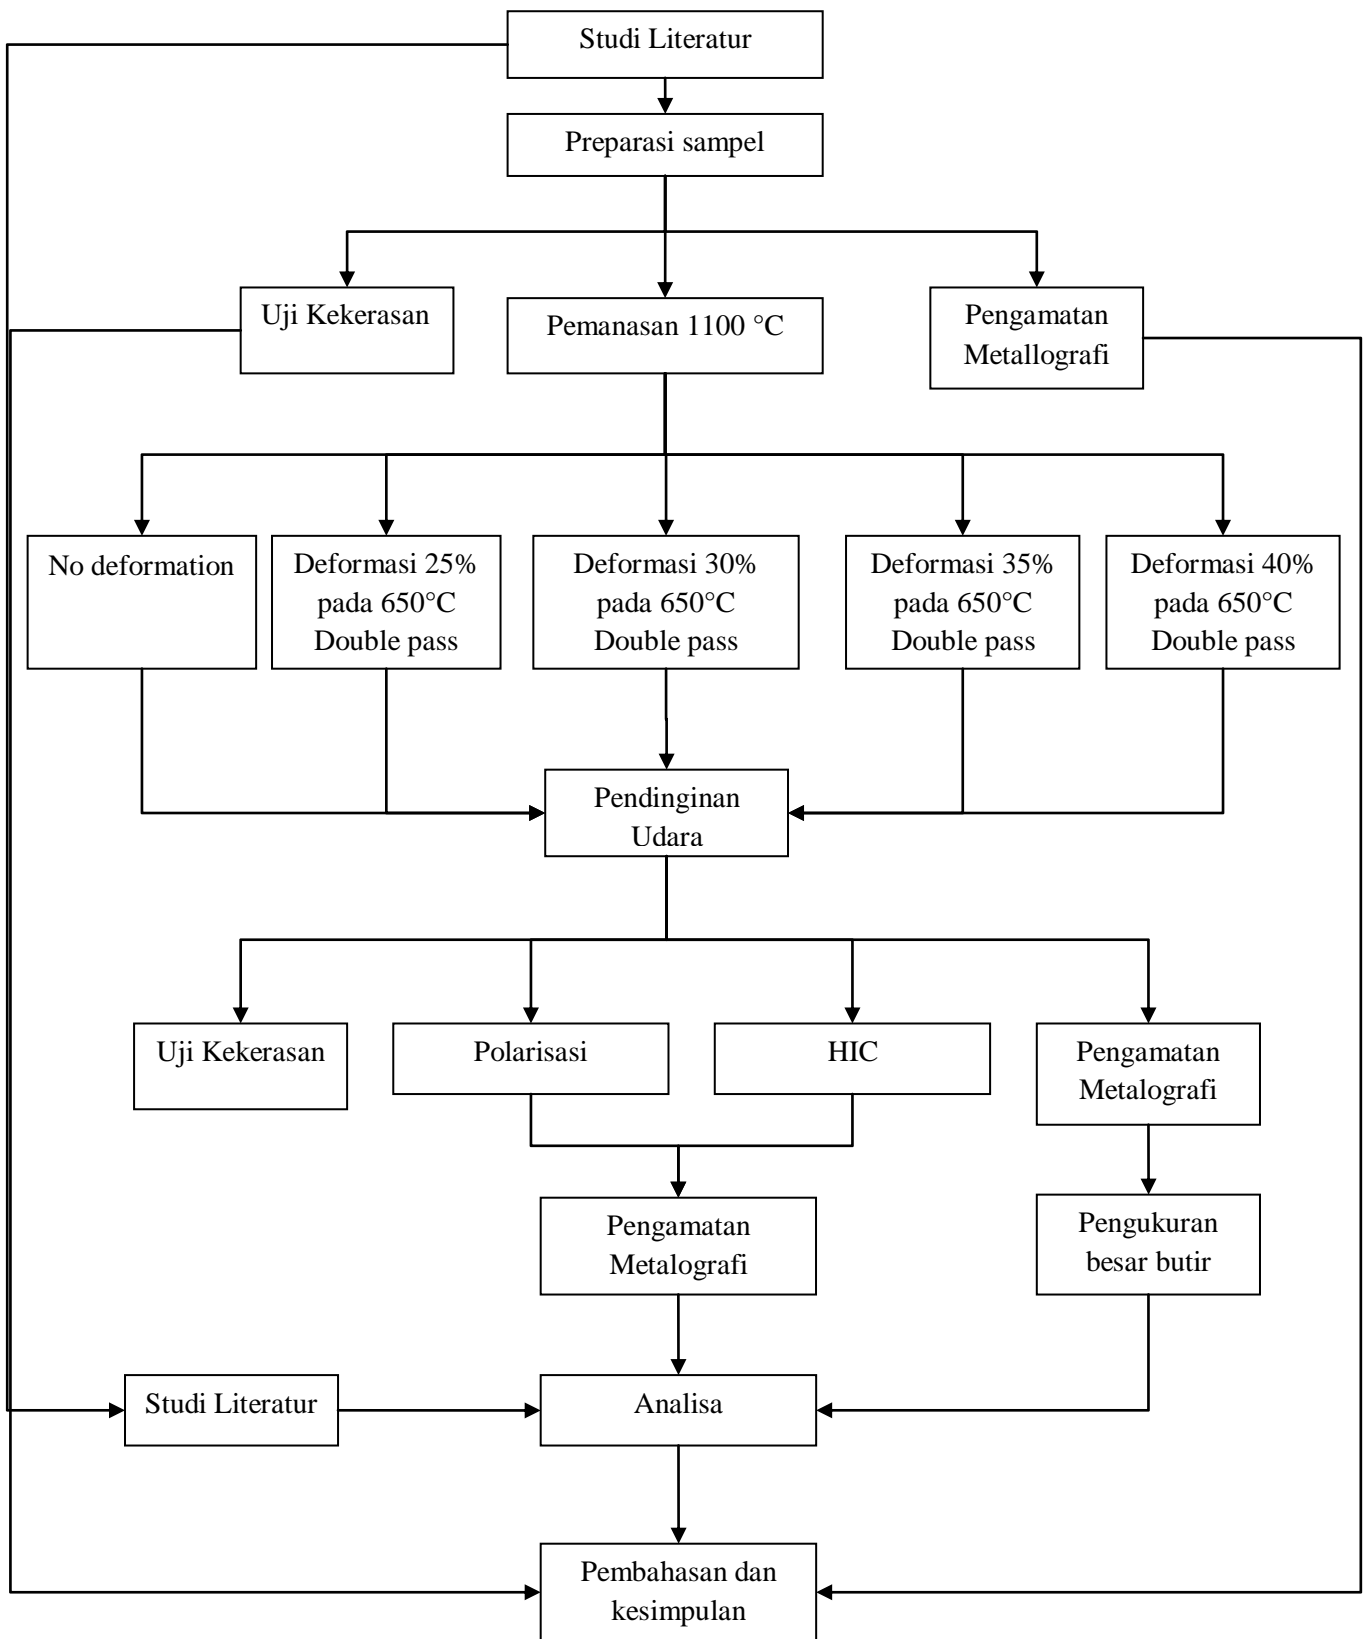 Studi Literatur
Preparasi sampel
Uji Kekerasan
Pemanasan 1100 °C
Pengamatan
Metallografi
No deformation
Deformasi 25%
pada 650°C
Double pass
Deformasi 30%
pada 650°C
Double pass
Deformasi 35%
pada 650°C
Double pass
Deformasi 40%
pada 650°C
Double pass
Pendinginan
Udara
Uji Kekerasan
Polarisasi
HIC
Pengamatan
Metalografi
Pengamatan
Metalografi
Pengukuran
besar butir
Studi Literatur
Analisa
Pembahasan dan
kesimpulan